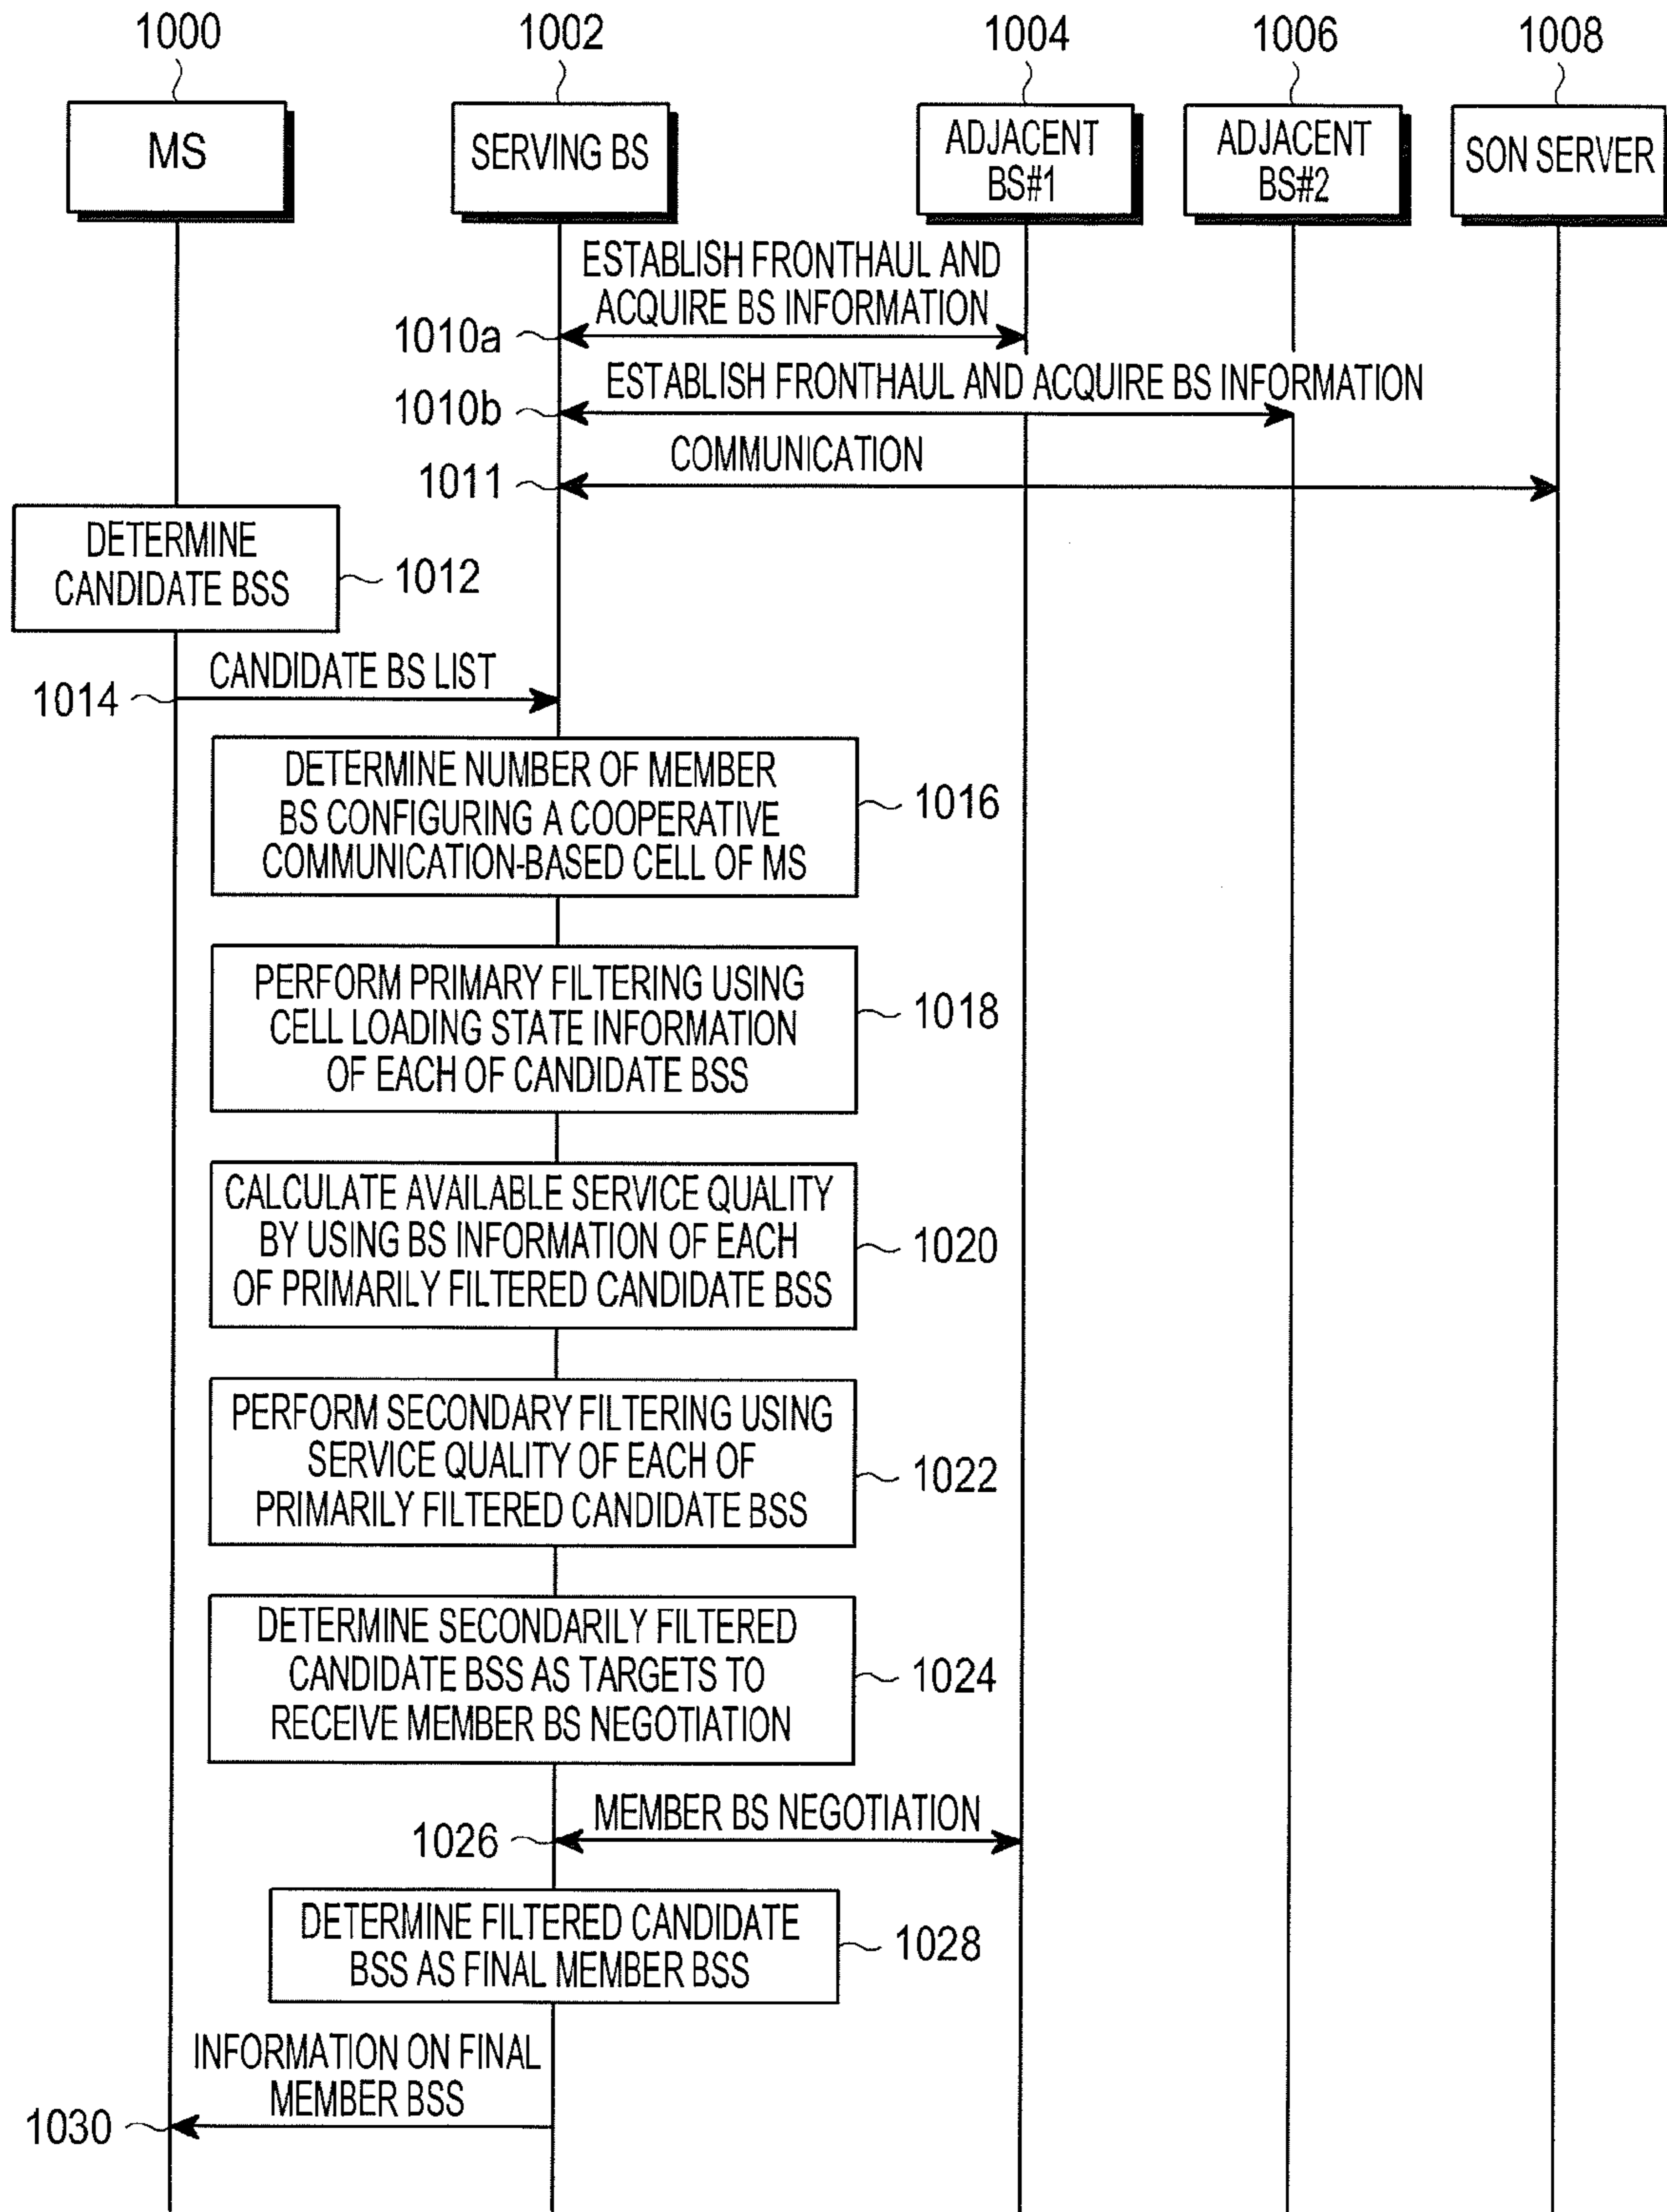 1000
1002
1004
1006
1008
MS
SERVING BS
ADJACENT
BS#1
ADJACENT
BS#2
SON SERVER
ESTABLISH FRONTHAUL AND
ACQUIRE BS INFORMATION
1010a
ESTABLISH FRONTHAUL AND ACQUIRE BS INFORMATION
1010b
COMMUNICATION
1011
DETERMINE
CANDIDATE BSS
1012
CANDIDATE BS LIST
1014
DETERMINE NUMBER OF MEMBER
BS CONFIGURING A COOPERATIVE
COMMUNICATION-BASED CELL OF MS
1016
PERFORM PRIMARY FILTERING USING
CELL LOADING STATE INFORMATION
OF EACH OF CANDIDATE BSS
1018
CALCULATE AVAILABLE SERVICE QUALITY
BY USING BS INFORMATION OF EACH
OF PRIMARILY FILTERED CANDIDATE BSS
1020
PERFORM SECONDARY FILTERING USING
SERVICE QUALITY OF EACH OF
PRIMARILY FILTERED CANDIDATE BSS
1022
DETERMINE SECONDARILY FILTERED
CANDIDATE BSS AS TARGETS TO
RECEIVE MEMBER BS NEGOTIATION
1024
MEMBER BS NEGOTIATION
1026
DETERMINE FILTERED CANDIDATE
BSS AS FINAL MEMBER BSS
1028
INFORMATION ON FINAL
MEMBER BSS
1030